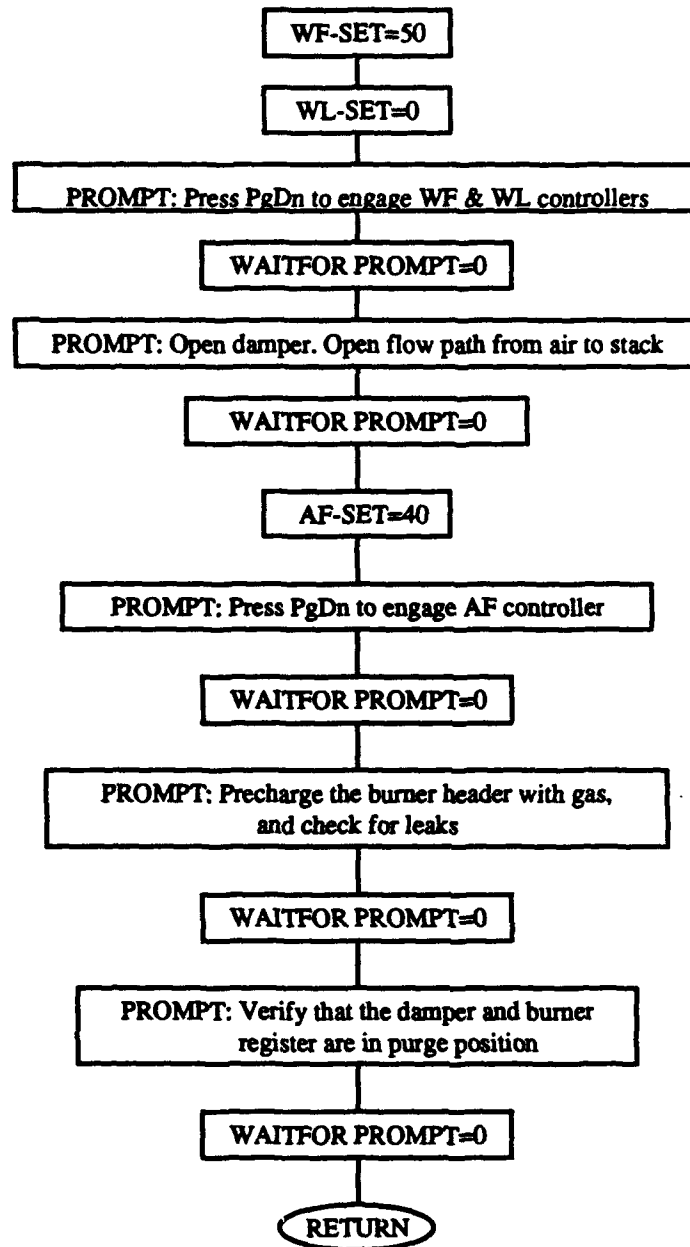 WF-SET=50
WL-SET=0
PROMPT: Press PgDn to engage WF & WL controllers
WAITFOR PROMPT=0
PROMPT: Open damper. Open flow path from air to stack
WAITFOR PROMPT=0
AF-SET=40
PROMPT: Press PgDn to engage AF controller
WAITFOR PROMPT=0
PROMPT: Precharge the burner header with gas,
and check for leaks
WAITFOR PROMPT=0
PROMPT: Verify that the damper and burner
register are in purge position
WAITFOR PROMPT=0
RETURN